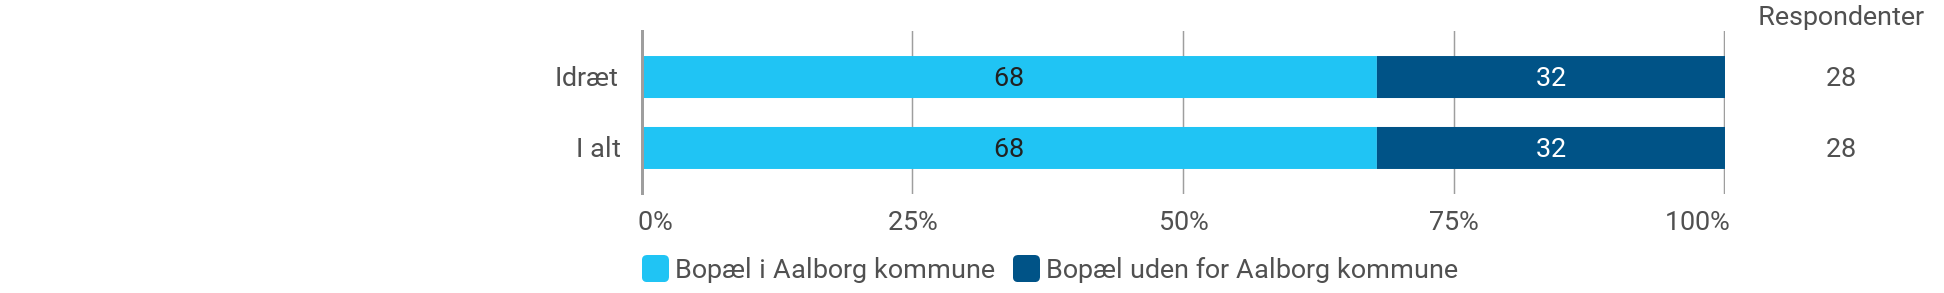 Respondenter
Idræt 68 32 28
I alt 68 32 28
0% 25% 50% 75% 100%
Bopæl i Aalborg kommune Bopæl uden for Aalborg kommune